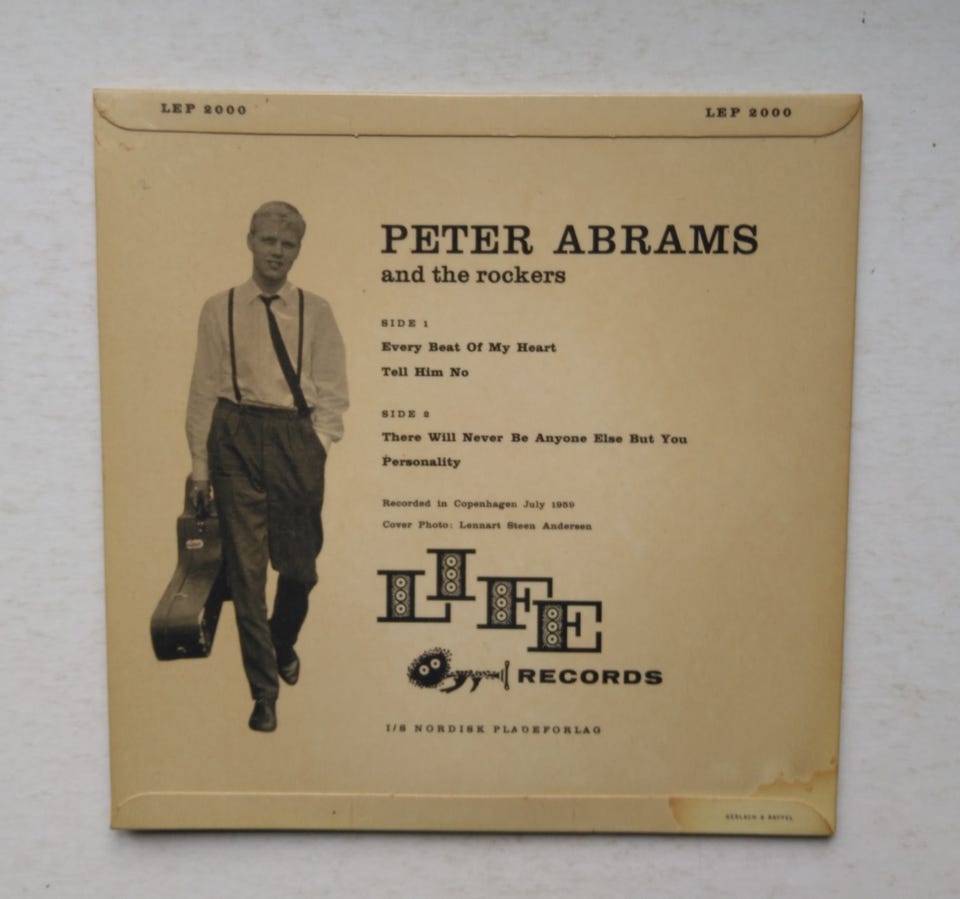 LEP 2000
LEP 2000
PETER ABRAMS
and the rockers
SIDE 1
Every Beat Of My Heart
Tell Him No
SIDE 2
There Will Never Be Anyone Else But You
Personality
Recorded in Copenhagen July 1959
Cover Photo: Lennart Steen Andersen
LIFE
RECORDS
I/S NORDISK PLADEFORLAG
GERLACH & RAFFEL